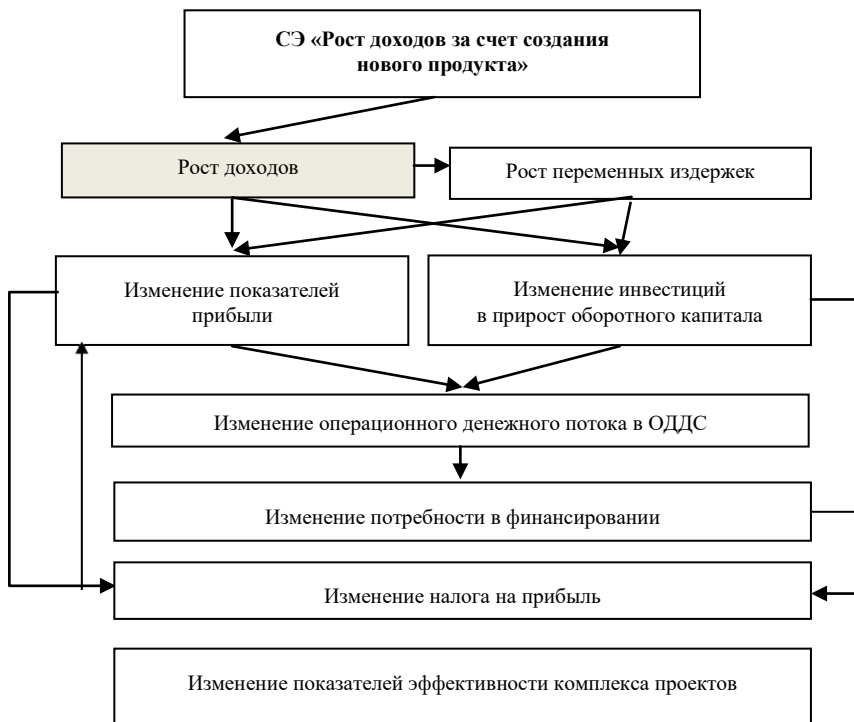 СЭ «Рост доходов за счет создания
нового продукта»
Рост доходов
Рост переменных издержек
Изменение показателей
прибыли
Изменение инвестиций
в прирост оборотного капитала
Изменение операционного денежного потока в ОДДС
Изменение потребности в финансировании
Изменение налога на прибыль
Изменение показателей эффективности комплекса проектов